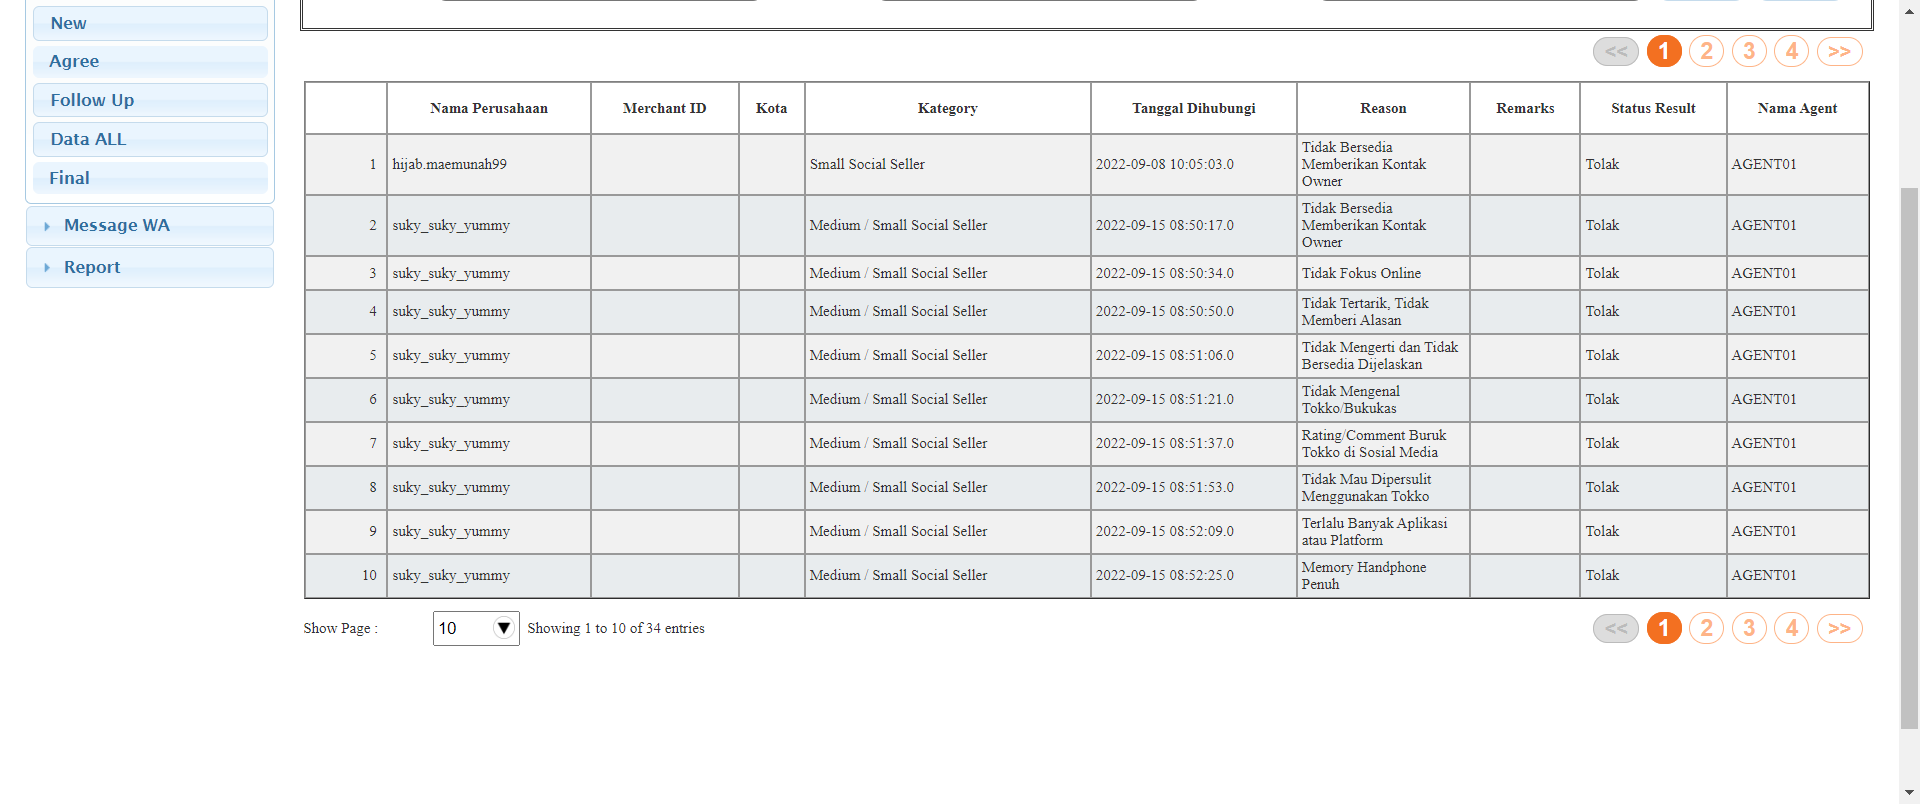 New
Agree
Follow Up
Data ALL
Final
Message WA
Report
<< 1 2 3 4 >>
Nama Perusahaan Merchant ID Kota Kategory Tanggal Dihubungi Reason Remarks Status Result Nama Agent
1 hijab.maemunah99 Small Social Seller 2022-09-08 10:05:03.0 Tidak Bersedia
Memberikan Kontak
Owner Tolak AGENT01
2 suky_suky_yummy Medium / Small Social Seller 2022-09-15 08:50:17.0 Tidak Bersedia
Memberikan Kontak
Owner Tolak AGENT01
3 suky_suky_yummy Medium / Small Social Seller 2022-09-15 08:50:34.0 Tidak Fokus Online Tolak AGENT01
4 suky_suky_yummy Medium / Small Social Seller 2022-09-15 08:50:50.0 Tidak Tertarik, Tidak
Memberi Alasan Tolak AGENT01
5 suky_suky_yummy Medium / Small Social Seller 2022-09-15 08:51:06.0 Tidak Mengerti dan Tidak
Bersedia Dijelaskan Tolak AGENT01
6 suky_suky_yummy Medium / Small Social Seller 2022-09-15 08:51:21.0 Tidak Mengenal
Tokko/Bukukas Tolak AGENT01
7 suky_suky_yummy Medium / Small Social Seller 2022-09-15 08:51:37.0 Rating/Comment Buruk
Tokko di Sosial Media Tolak AGENT01
8 suky_suky_yummy Medium / Small Social Seller 2022-09-15 08:51:53.0 Tidak Mau Dipersulit
Menggunakan Tokko Tolak AGENT01
9 suky_suky_yummy Medium / Small Social Seller 2022-09-15 08:52:09.0 Terlalu Banyak Aplikasi
atau Platform Tolak AGENT01
10 suky_suky_yummy Medium / Small Social Seller 2022-09-15 08:52:25.0 Memory Handphone
Penuh Tolak AGENT01
Show Page : 10 Showing 1 to 10 of 34 entries << 1 2 3 4 >>